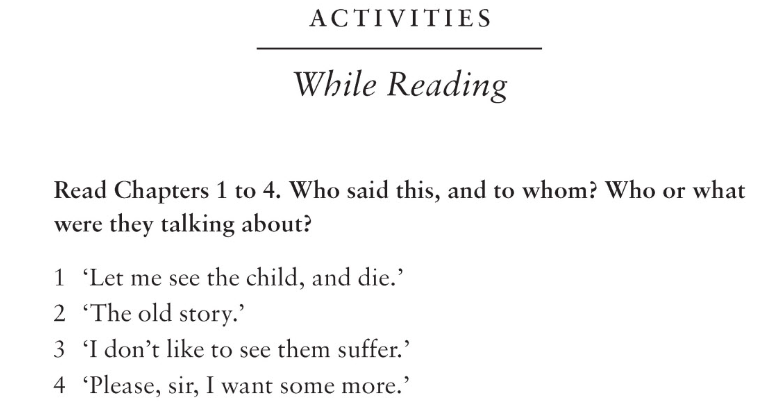 ACTIVITIES
While Reading
Read Chapters 1 to 4. Who said this, and to whom? Who or what
were they talking about?
1 ‘Let me see the child, and die.’
2 ‘The old story.’
3 ‘I don’t like to see them suffer.’
4 ‘Please, sir, I want some more.’